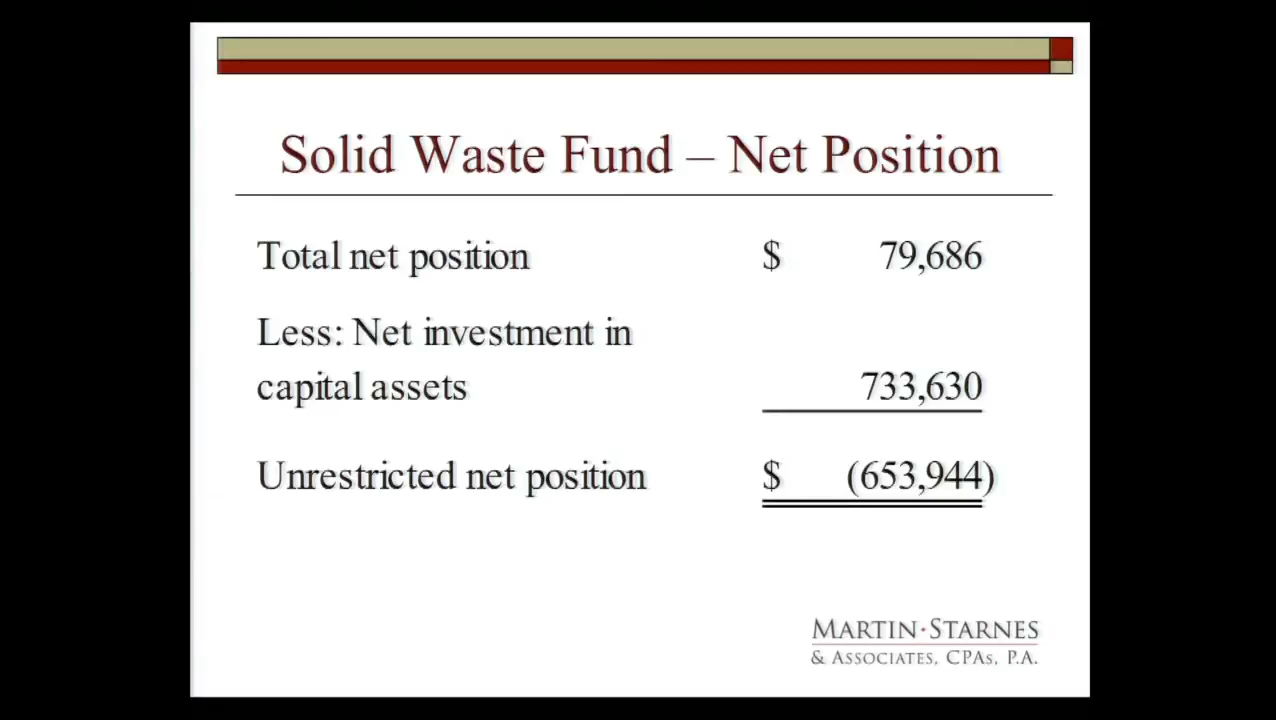 Solid Waste Fund – Net Position
Total net position $ 79,686
Less: Net investment in
capital assets 733,630
Unrestricted net position $ (653,944)
MARTIN·STARNES
& ASSOCIATES, CPAS, P.A.